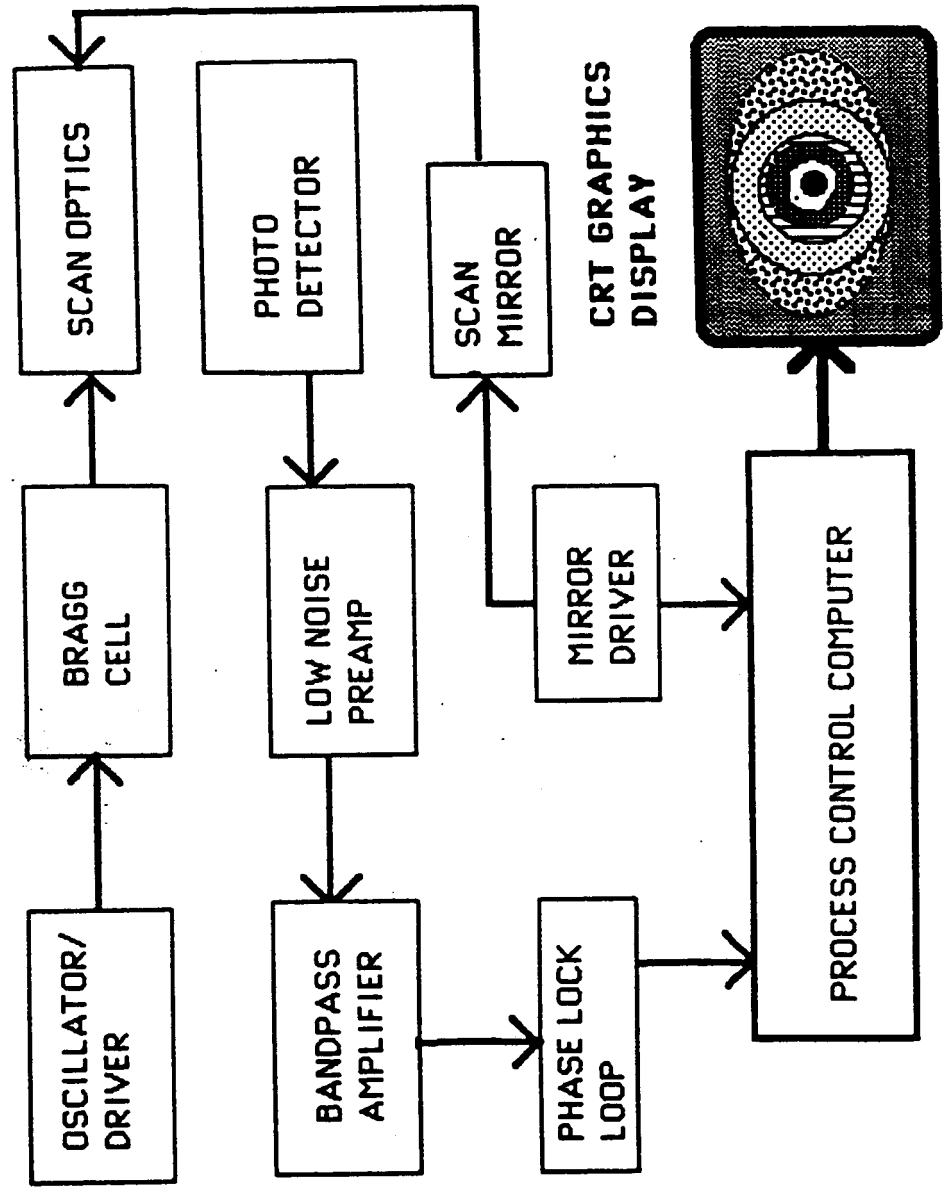 OSCILLATOR/
DRIVER
BRAGG
CELL
SCAN OPTICS
BANDPASS
AMPLIFIER
LOW NOISE
PREAMP
PHOTO
DETECTOR
PHASE LOCK
LOOP
MIRROR
DRIVER
SCAN
MIRROR
CRT GRAPHICS
DISPLAY
PROCESS CONTROL COMPUTER